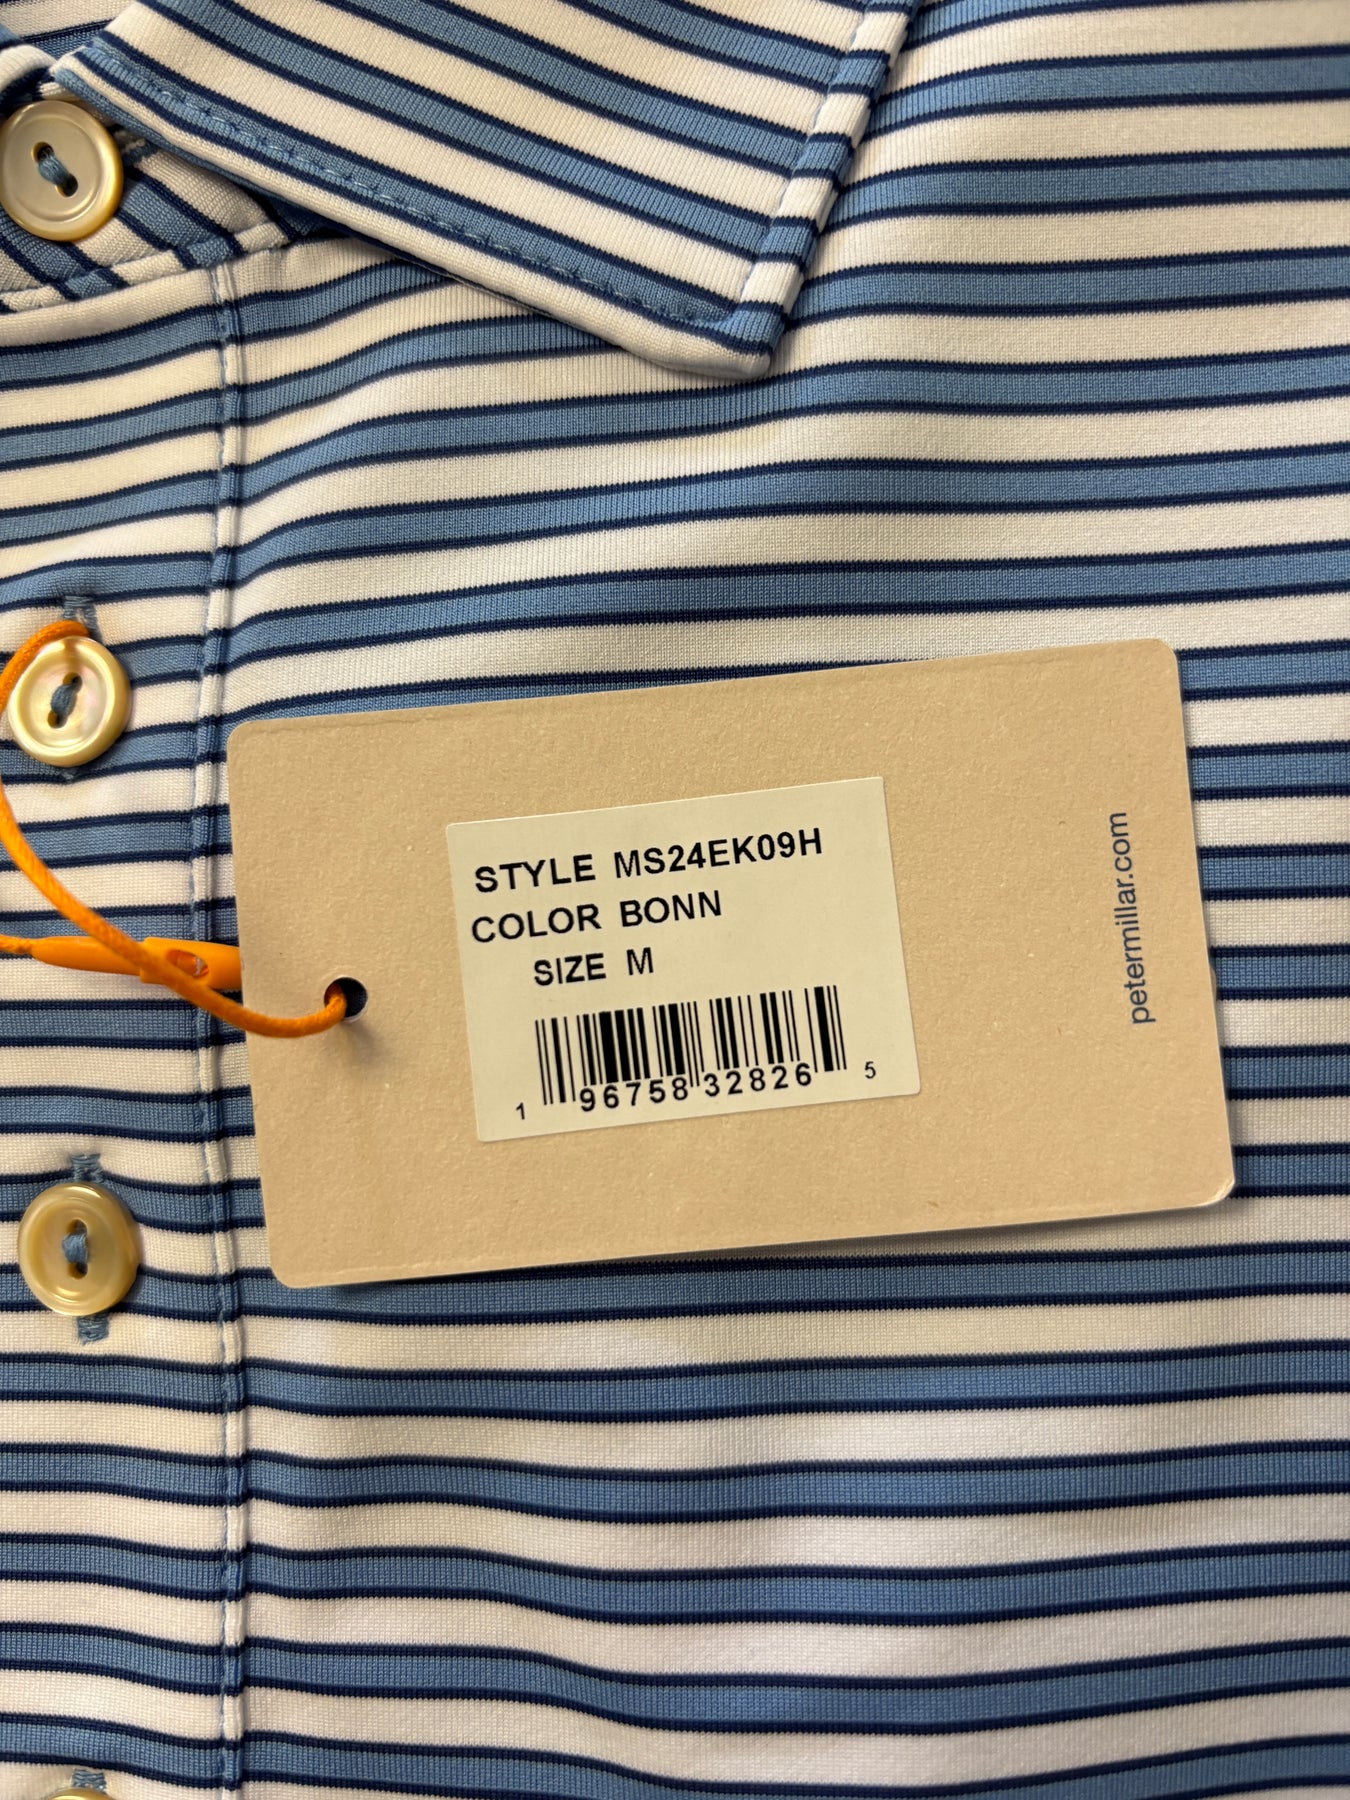 STYLE MS24EK09H
COLOR BONN
SIZE M
1 96758 32826 5
petermillar.com